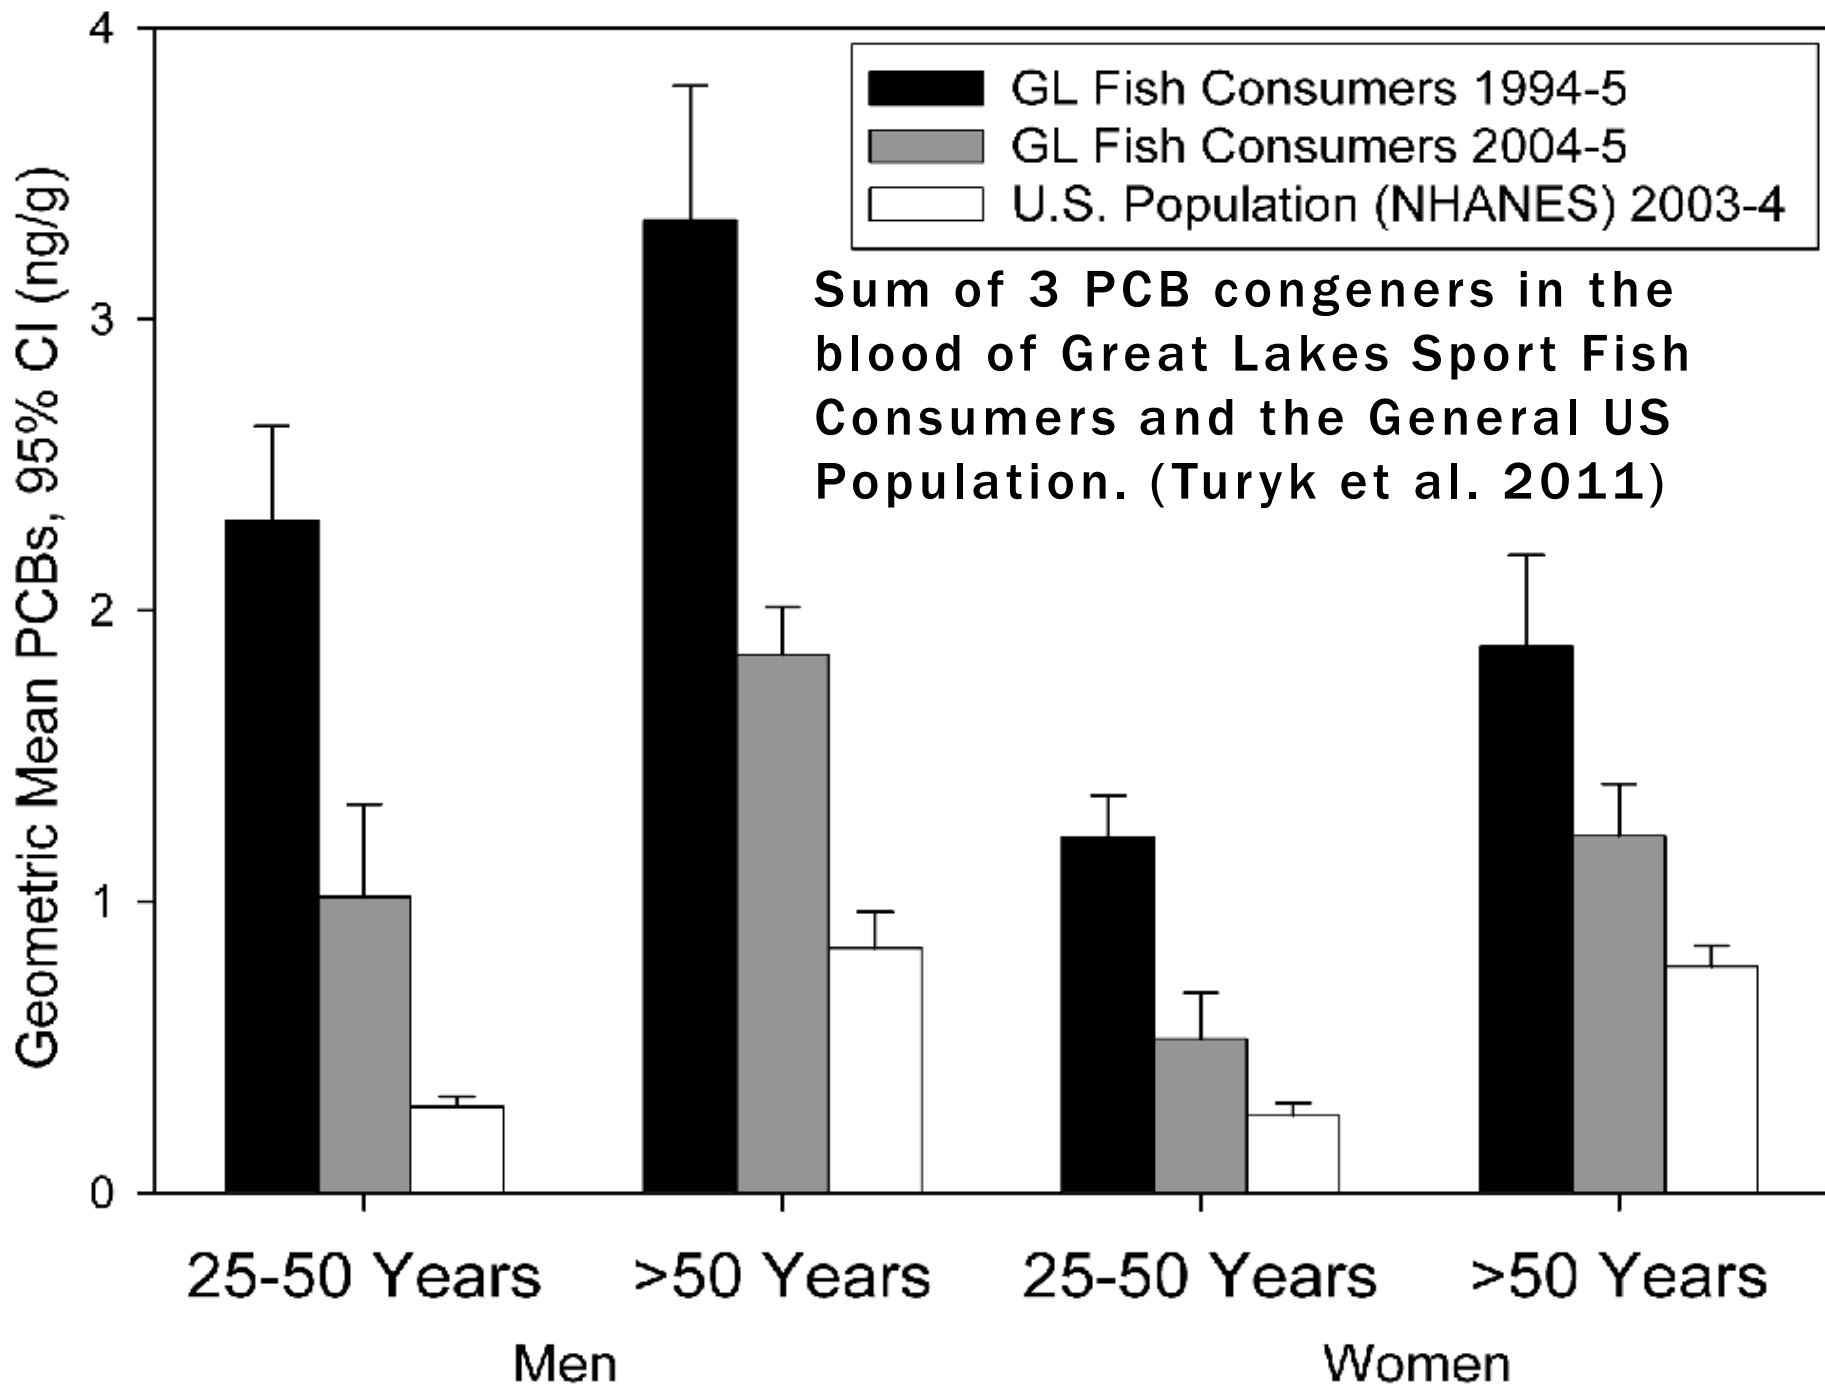 Geometric Mean PCBs, 95% CI (ng/g)
4
3
2
1
0
GL Fish Consumers 1994-5
GL Fish Consumers 2004-5
U.S. Population (NHANES) 2003-4
Sum of 3 PCB congeners in the
blood of Great Lakes Sport Fish
Consumers and the General US
Population. (Turyk et al. 2011)
25-50 Years
>50 Years
25-50 Years
>50 Years
Men
Women